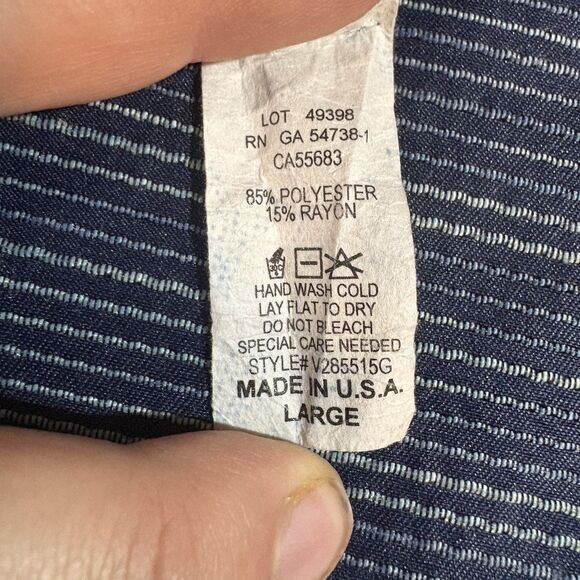 LOT 49398
RN GA 54738-1
CA55683
85% POLYESTER
15% RAYON
HAND WASH COLD
LAY FLAT TO DRY
DO NOT BLEACH
SPECIAL CARE NEEDED
STYLE# V285515G
MADE IN U.S.A.
LARGE